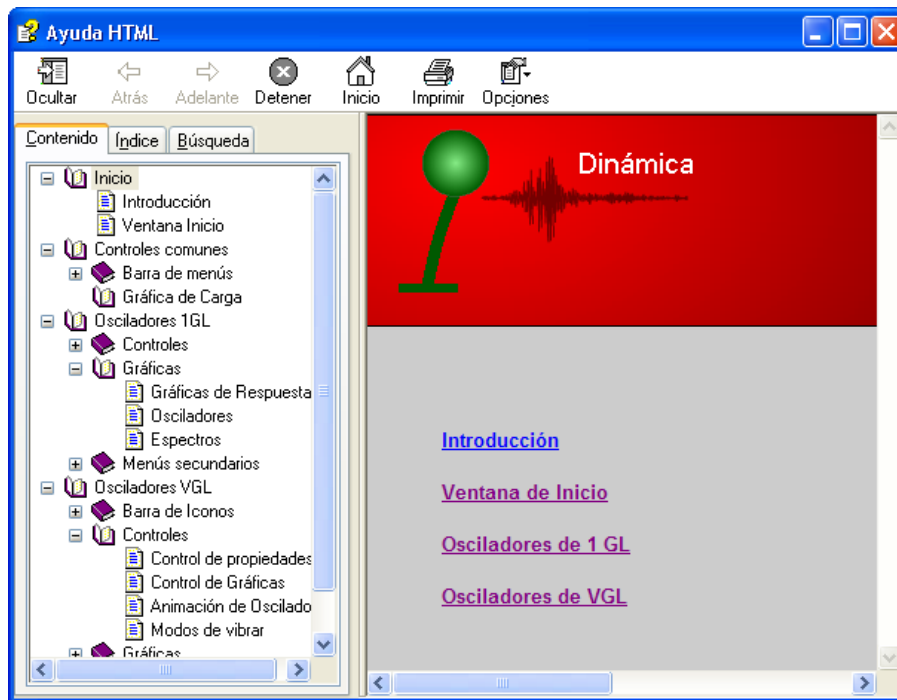 Ayuda HTML
Ocultar Atrás Adelante Detener Inicio Imprimir Opciones
Contenido Índice Búsqueda
Inicio
Introducción
Ventana Inicio
Controles comunes
Barra de menús
Gráfica de Carga
Osciladores 1GL
Controles
Gráficas
Gráficas de Respuesta
Osciladores
Espectros
Menús secundarios
Osciladores VGL
Barra de Iconos
Controles
Control de propiedades
Control de Gráficas
Animación de Oscilado
Modos de vibrar
Gráficas
Dinámica
Introducción
Ventana de Inicio
Osciladores de 1 GL
Osciladores de VGL